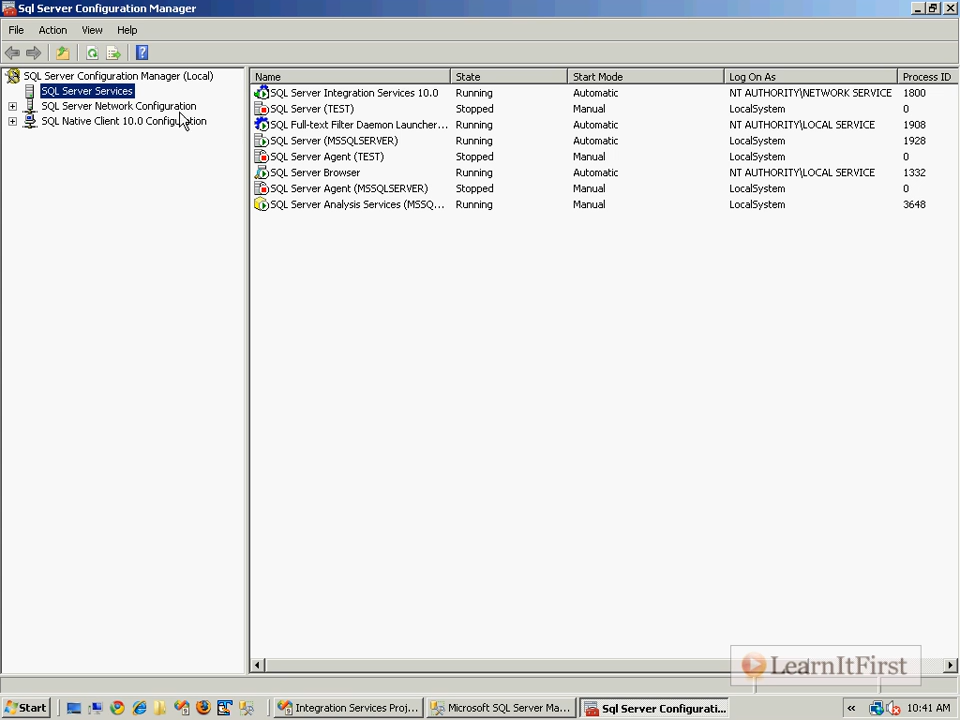 Sql Server Configuration Manager
File Action View Help
SQL Server Configuration Manager (Local)
SQL Server Services
SQL Server Network Configuration
SQL Native Client 10.0 Configuration
Name State Start Mode Log On As Process ID
SQL Server Integration Services 10.0 Running Automatic NT AUTHORITY\NETWORK SERVICE 1800
SQL Server (TEST) Stopped Manual LocalSystem 0
SQL Full-text Filter Daemon Launcher... Running Automatic NT AUTHORITY\LOCAL SERVICE 1908
SQL Server (MSSQLSERVER) Running Automatic LocalSystem 1928
SQL Server Agent (TEST) Stopped Manual LocalSystem 0
SQL Server Browser Running Automatic NT AUTHORITY\LOCAL SERVICE 1332
SQL Server Agent (MSSQLSERVER) Stopped Manual LocalSystem 0
SQL Server Analysis Services (MSSQ... Running Manual LocalSystem 3648
LearnItFirst
Start Integration Services Proj... Microsoft SQL Server Ma... Sql Server Configurati... « 10:41 AM